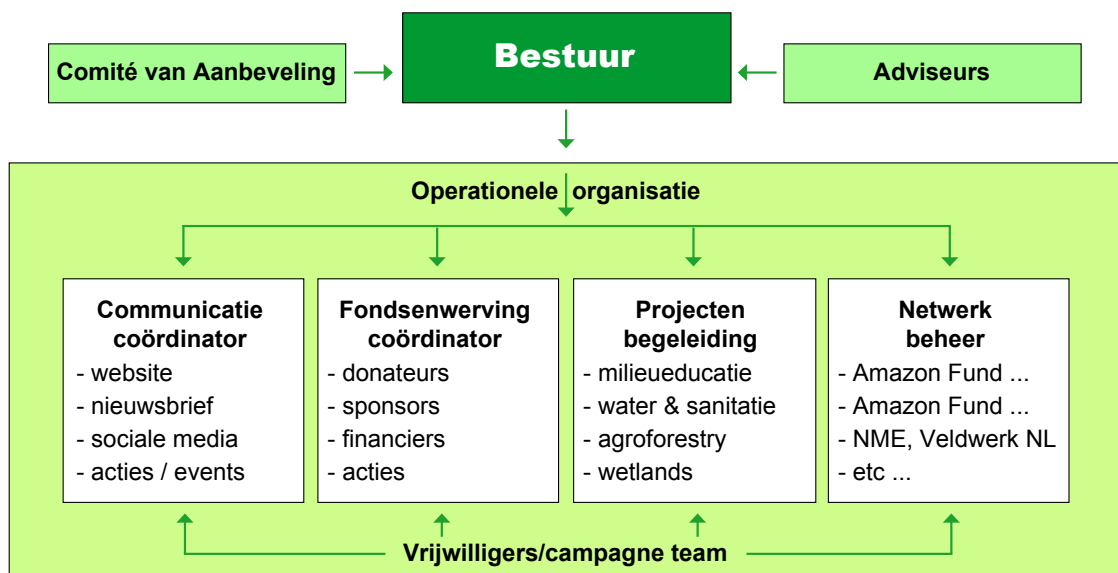 Comité van Aanbeveling
Bestuur
Adviseurs
Operationele organisatie
Communicatie
coördinator
- website
- nieuwsbrief
- sociale media
- acties / events
Fondsenwerving
coördinator
- donateurs
- sponsors
- financiers
- acties
Projecten
begeleiding
- milieueducatie
- water & sanitatie
- agroforestry
- wetlands
Netwerk
beheer
- Amazon Fund ...
- Amazon Fund ...
- NME, Veldwerk NL
- etc ...
Vrijwilligers/campagne team